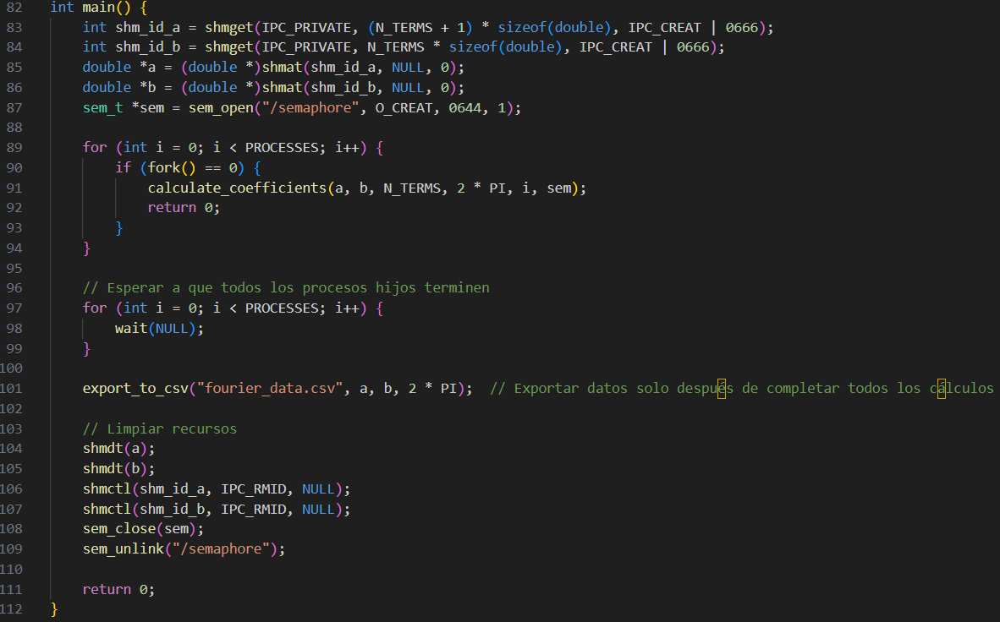 82 int main() {
83     int shm_id_a = shmget(IPC_PRIVATE, (N_TERMS + 1) * sizeof(double), IPC_CREAT | 0666);
84     int shm_id_b = shmget(IPC_PRIVATE, N_TERMS * sizeof(double), IPC_CREAT | 0666);
85     double *a = (double *)shmat(shm_id_a, NULL, 0);
86     double *b = (double *)shmat(shm_id_b, NULL, 0);
87     sem_t *sem = sem_open("/semaphore", O_CREAT, 0644, 1);
88
89     for (int i = 0; i < PROCESSES; i++) {
90         if (fork() == 0) {
91             calculate_coefficients(a, b, N_TERMS, 2 * PI, i, sem);
92             return 0;
93         }
94     }
95
96     // Esperar a que todos los procesos hijos terminen
97     for (int i = 0; i < PROCESSES; i++) {
98         wait(NULL);
99     }
100
101     export_to_csv("fourier_data.csv", a, b, 2 * PI);  // Exportar datos solo después de completar todos los cálculos
102
103     // Limpiar recursos
104     shmdt(a);
105     shmdt(b);
106     shmctl(shm_id_a, IPC_RMID, NULL);
107     shmctl(shm_id_b, IPC_RMID, NULL);
108     sem_close(sem);
109     sem_unlink("/semaphore");
110
111     return 0;
112 }